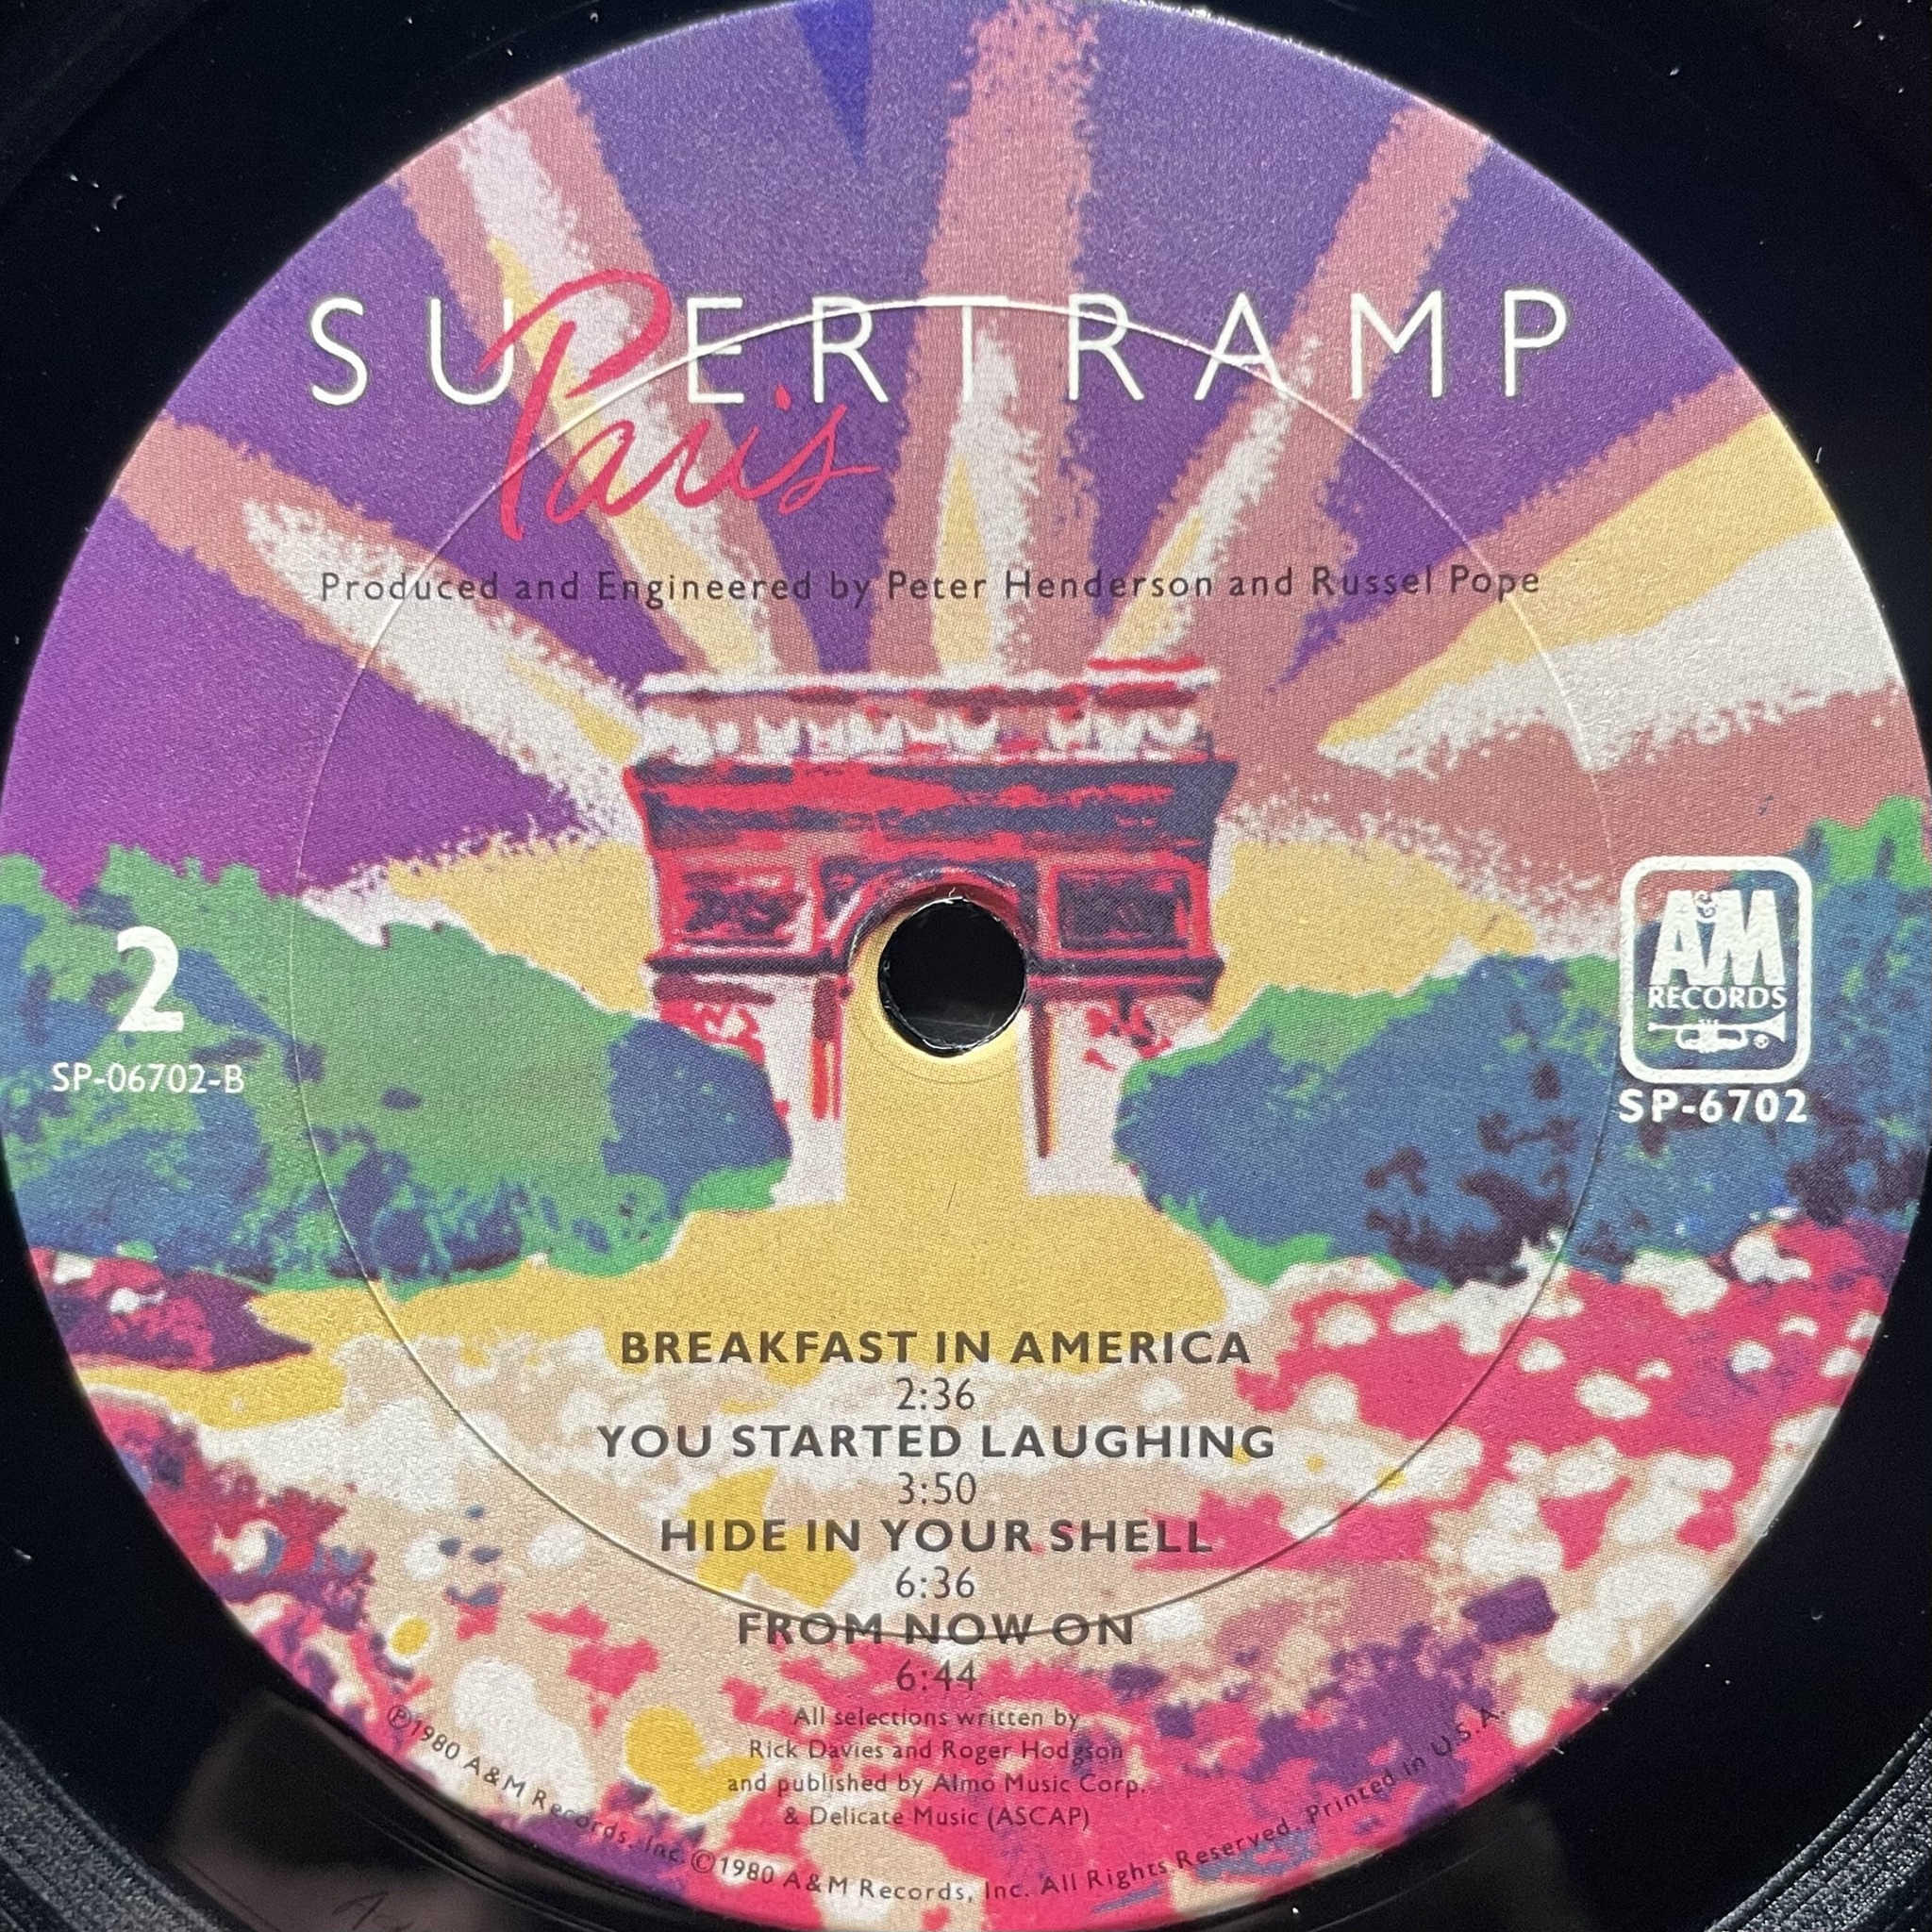 SUPERTRAMP
Paris
Produced and Engineered by Peter Henderson and Russel Pope
2
SP-06702-B
A&M
RECORDS
®
SP-6702
BREAKFAST IN AMERICA
2:36
YOU STARTED LAUGHING
3:50
HIDE IN YOUR SHELL
6:36
FROM NOW ON
6:44
All selections written by
Rick Davies and Roger Hodgson
and published by Almo Music Corp.
& Delicate Music (ASCAP)
℗1980 A&M Records, Inc. ©1980 A&M Records, Inc. All Rights Reserved. Printed in U.S.A.